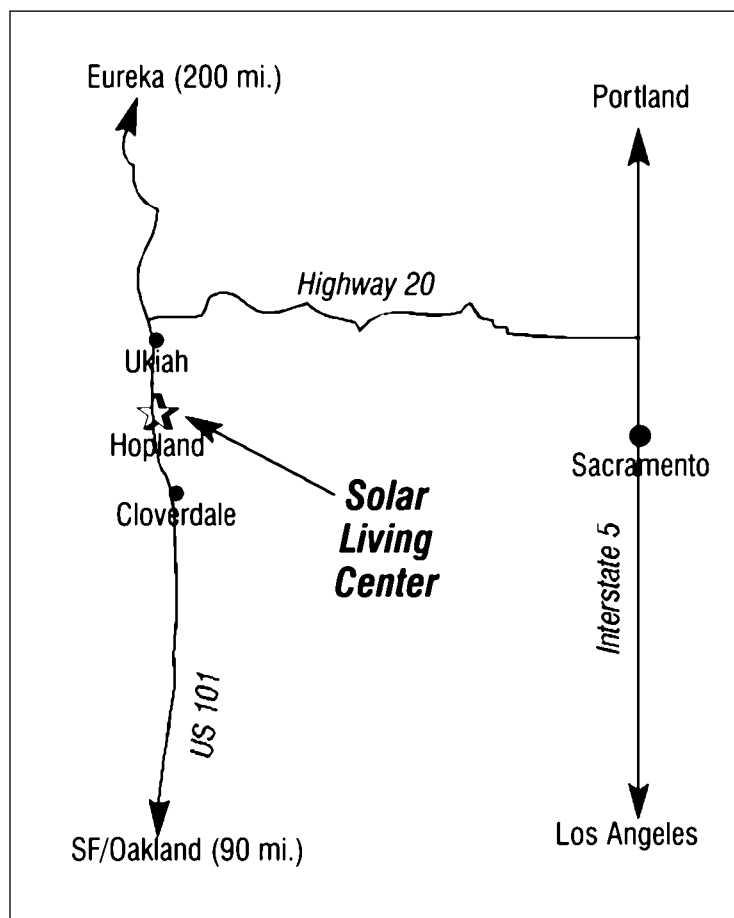 Eureka (200 mi.)
Portland
Highway 20
Ukiah
Hopland
Sacramento
Solar
Living
Center
Cloverdale
Interstate 5
US 101
Los Angeles
SF/Oakland (90 mi.)